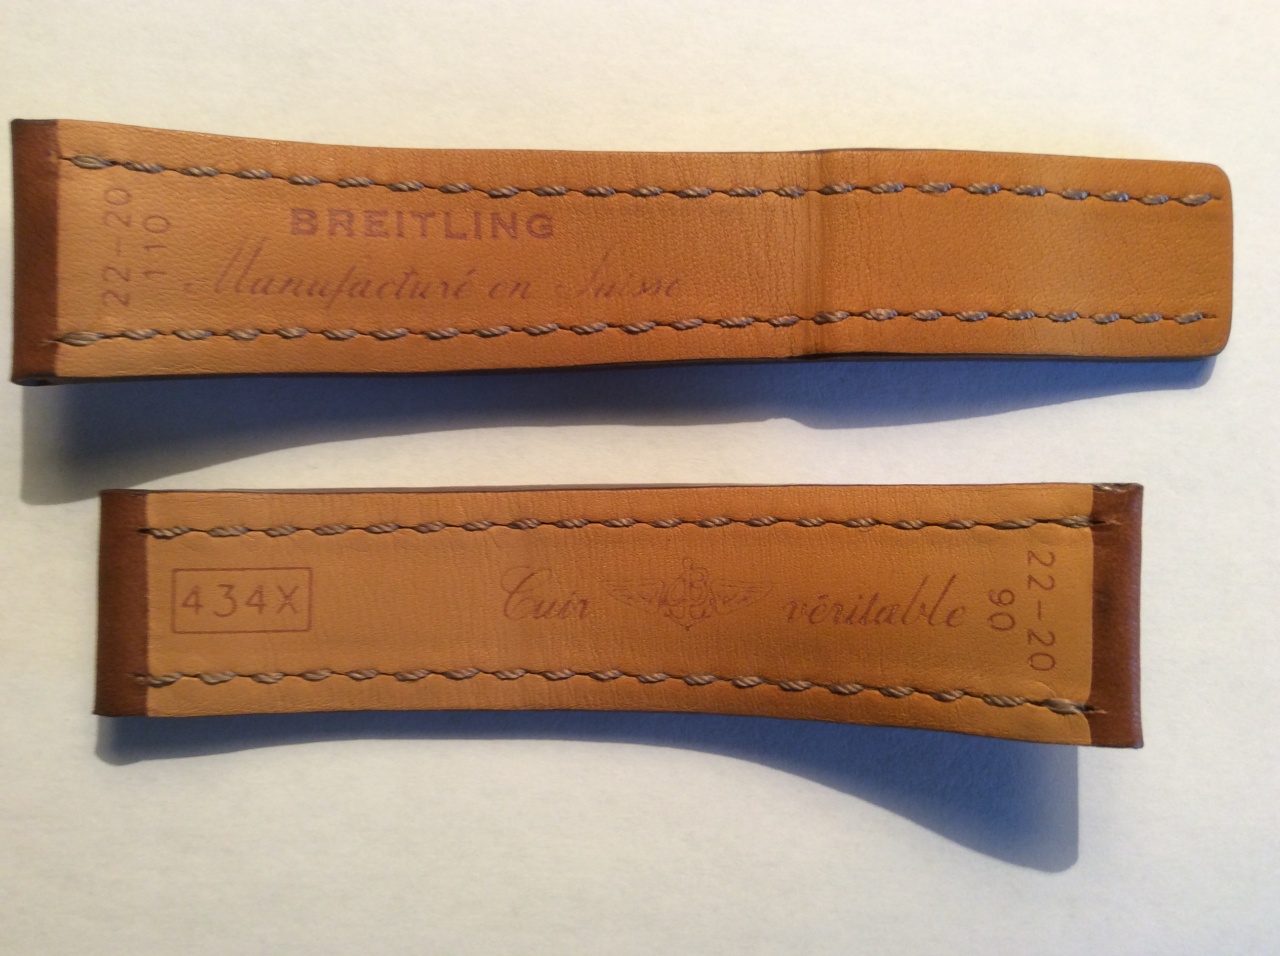 22-20
110
BREITLING
Manufacturé en Suisse
434X
Cuir B véritable
22-20
90